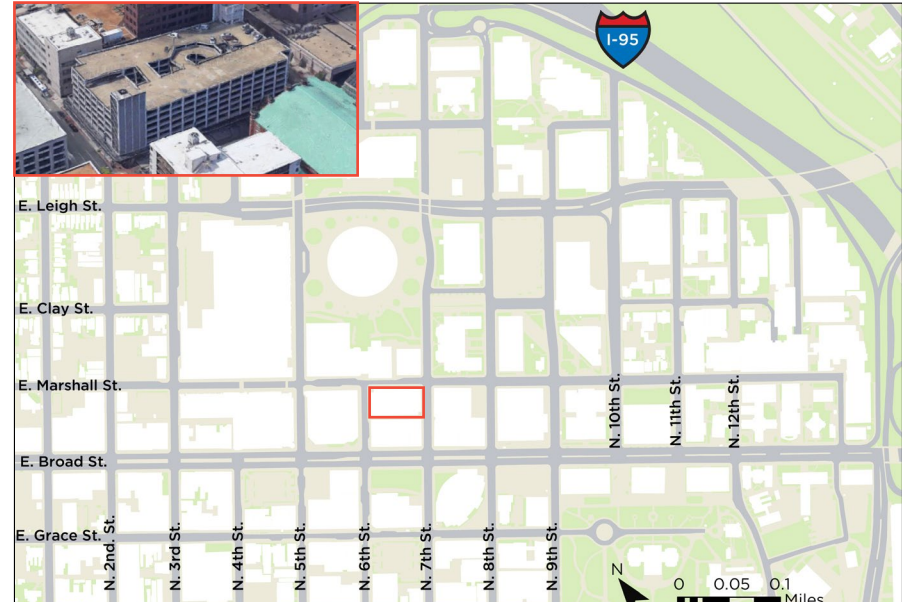 I-95
E. Leigh St.
E. Clay St.
E. Marshall St.
N. 10th St.
N. 11th St.
N. 12th St.
E. Broad St.
E. Grace St.
N. 2nd. St.
N. 3rd St.
N. 4th St.
N. 5th St.
N. 6th St.
N. 7th St.
N. 8th St.
N. 9th St.
N
0 0.05 0.1
Miles